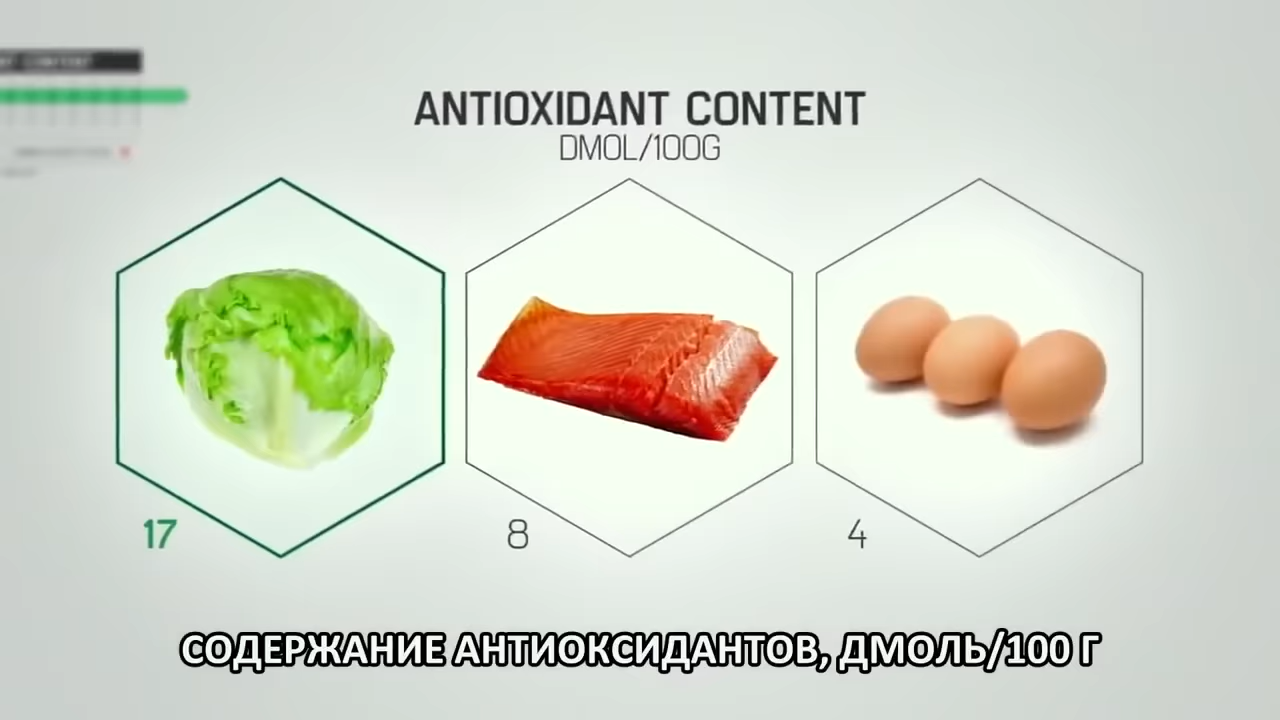 ANTIOXIDANT CONTENT
DMOL/100G
17
8
4
СОДЕРЖАНИЕ АНТИОКСИДАНТОВ, ДМОЛЬ/100 Г